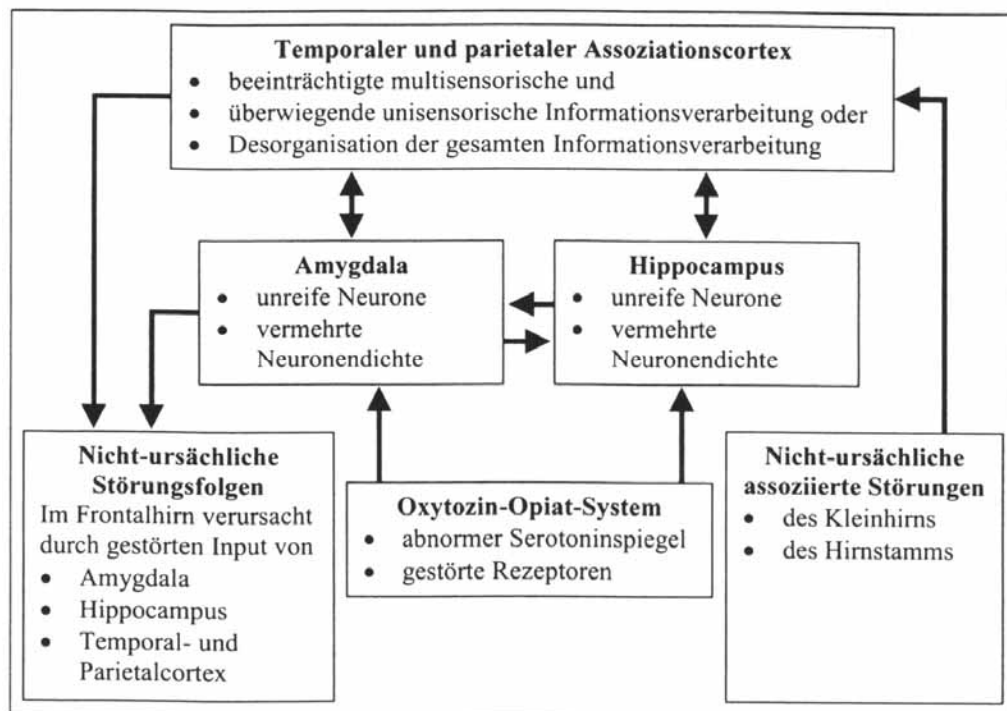 Temporaler und parietaler Assoziationscortex
• beeinträchtigte multisensorische und
• überwiegende unisensorische Informationsverarbeitung oder
• Desorganisation der gesamten Informationsverarbeitung
Amygdala
• unreife Neurone
• vermehrte
Neuronendichte
Hippocampus
• unreife Neurone
• vermehrte
Neuronendichte
Nicht-ursächliche
Störungsfolgen
Im Frontalhirn verursacht
durch gestörten Input von
• Amygdala
• Hippocampus
• Temporal- und
Parietalcortex
Oxytozin-Opiat-System
• abnormer Serotoninspiegel
• gestörte Rezeptoren
Nicht-ursächliche
assoziierte Störungen
• des Kleinhirns
• des Hirnstamms